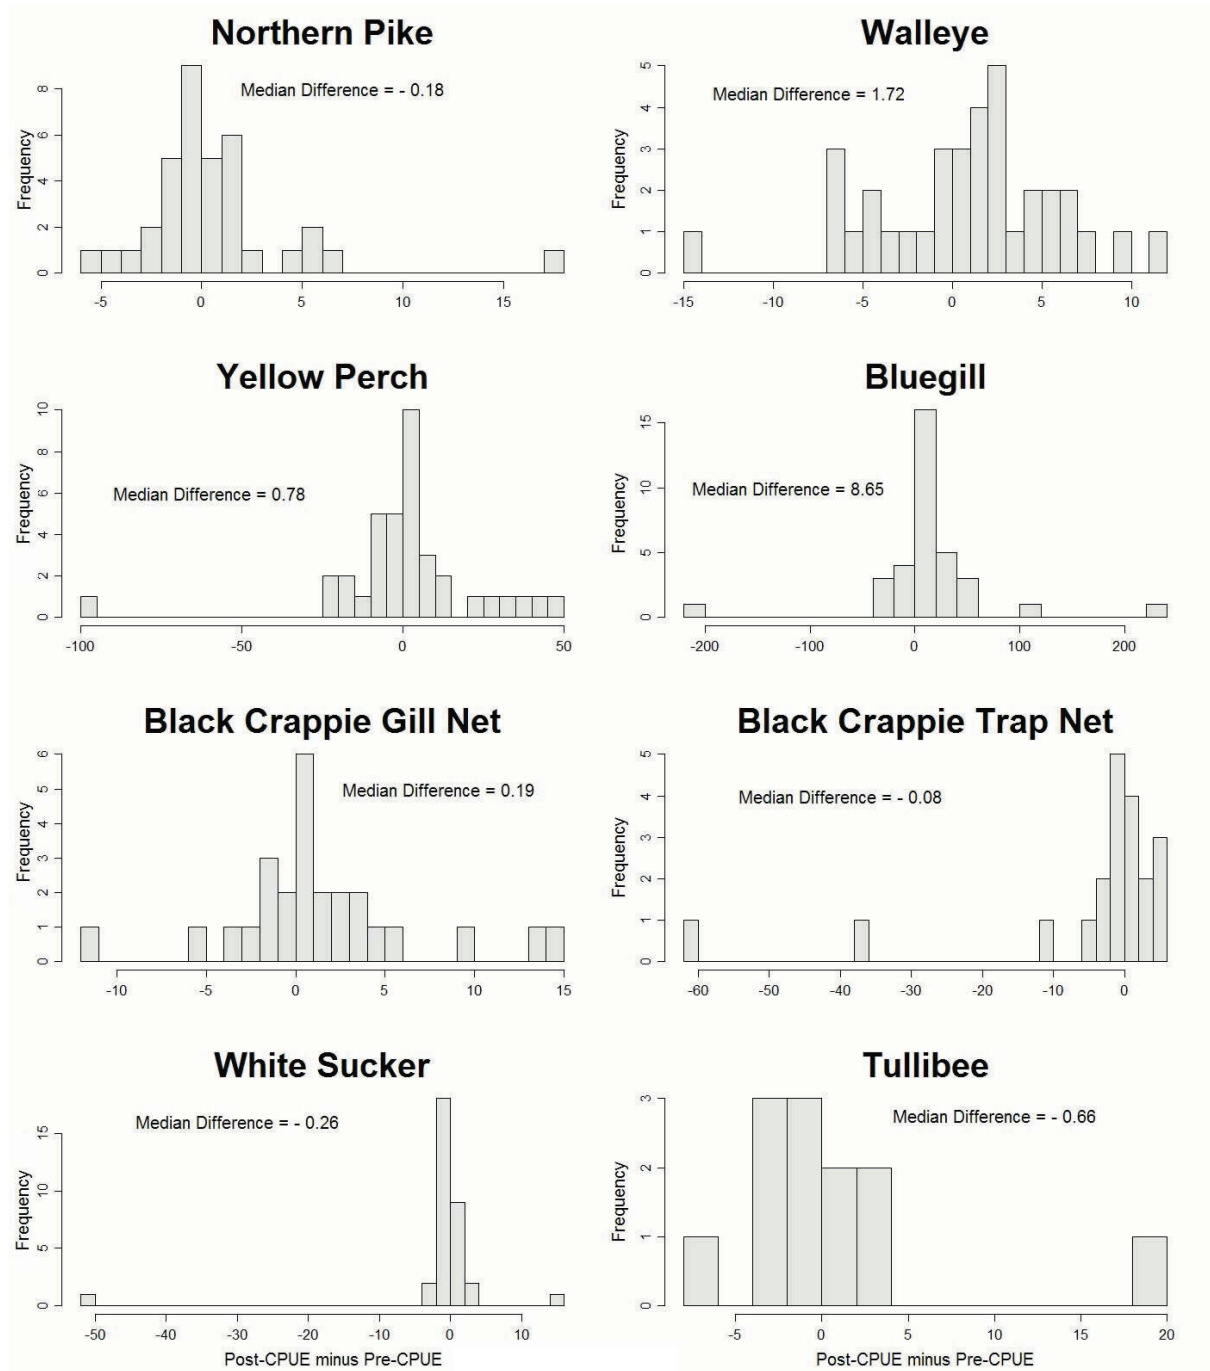 Northern Pike
Median Difference = - 0.18
Frequency
0 2 4 6 8
-5 0 5 10 15
Walleye
Median Difference = 1.72
Frequency
0 1 2 3 4 5
-15 -10 -5 0 5 10
Yellow Perch
Median Difference = 0.78
Frequency
0 2 4 6 8 10
-100 -50 0 50
Bluegill
Median Difference = 8.65
Frequency
0 5 10 15
-200 -100 0 100 200
Black Crappie Gill Net
Median Difference = 0.19
Frequency
0 1 2 3 4 5 6
-10 -5 0 5 10 15
Black Crappie Trap Net
Median Difference = - 0.08
Frequency
0 1 2 3 4 5
-60 -50 -40 -30 -20 -10 0
White Sucker
Median Difference = - 0.26
Frequency
0 5 10 15
-50 -40 -30 -20 -10 0 10
Post-CPUE minus Pre-CPUE
Tullibee
Median Difference = - 0.66
Frequency
0 1 2 3
-5 0 5 10 15 20
Post-CPUE minus Pre-CPUE